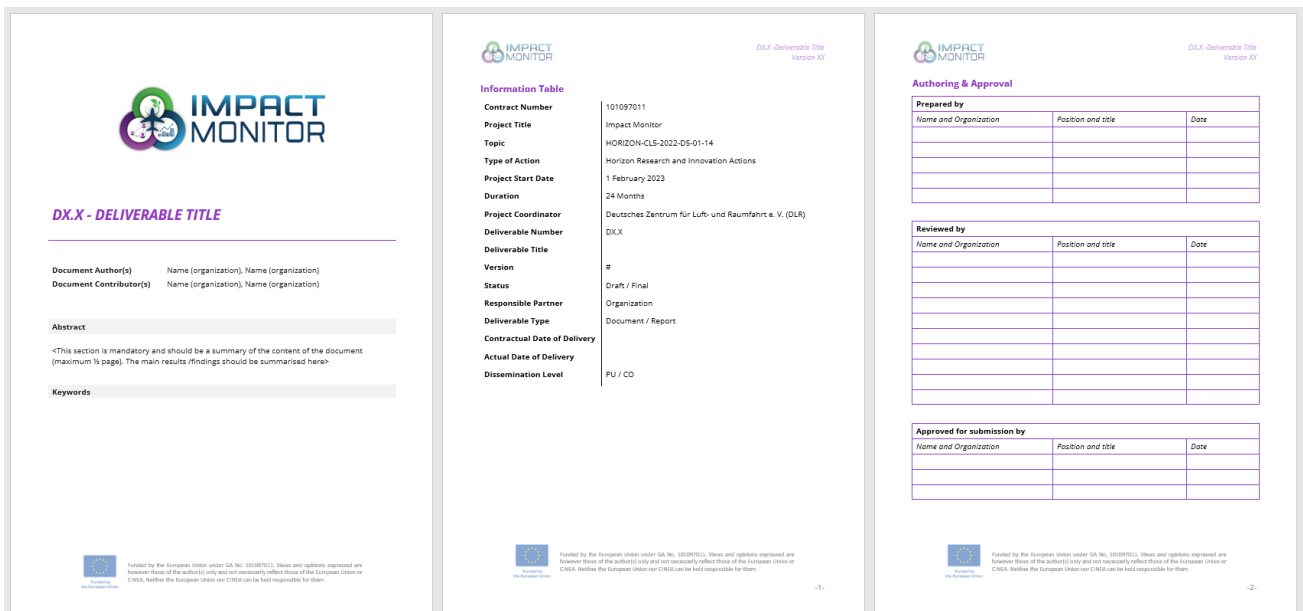 IMPACT
MONITOR
DX.X - DELIVERABLE TITLE
Document Author(s) Name (organization), Name (organization)
Document Contributor(s) Name (organization), Name (organization)
Abstract
<This section is mandatory and should be a summary of the content of the document
(maximum ½ page). The main results /findings should be summarised here>
Keywords
Funded by
the European Union
Funded by the European Union under GA No. 101097011. Views and opinions expressed are
however those of the author(s) only and not necessarily reflect those of the European Union or
CINEA. Neither the European Union nor CINEA can be held responsible for them.
IMPACT
MONITOR
DX.X -Deliverable Title
Version XX
Information Table
Contract Number 101097011
Project Title Impact Monitor
Topic HORIZON-CL5-2022-D5-01-14
Type of Action Horizon Research and Innovation Actions
Project Start Date 1 February 2023
Duration 24 Months
Project Coordinator Deutsches Zentrum für Luft- und Raumfahrt e. V. (DLR)
Deliverable Number DX.X
Deliverable Title
Version #
Status Draft / Final
Responsible Partner Organization
Deliverable Type Document / Report
Contractual Date of Delivery
Actual Date of Delivery
Dissemination Level PU / CO
Funded by
the European Union
Funded by the European Union under GA No. 101097011. Views and opinions expressed are
however those of the author(s) only and not necessarily reflect those of the European Union or
CINEA. Neither the European Union nor CINEA can be held responsible for them.
-1-
IMPACT
MONITOR
DX.X -Deliverable Title
Version XX
Authoring & Approval
Prepared by
Name and Organization Position and title Date
Reviewed by
Name and Organization Position and title Date
Approved for submission by
Name and Organization Position and title Date
Funded by
the European Union
Funded by the European Union under GA No. 101097011. Views and opinions expressed are
however those of the author(s) only and not necessarily reflect those of the European Union or
CINEA. Neither the European Union nor CINEA can be held responsible for them.
-2-